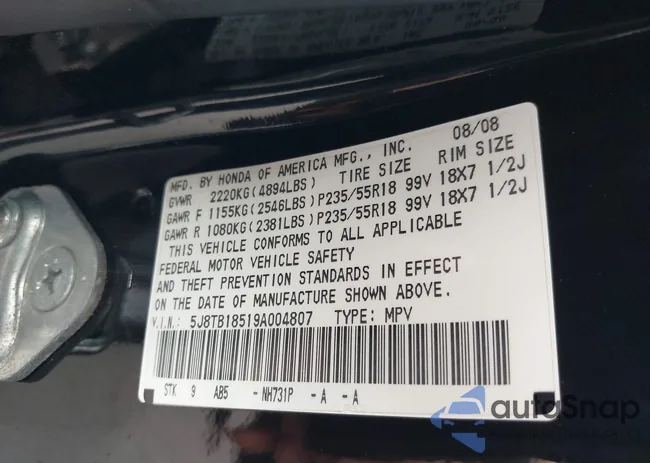 MFD. BY HONDA OF AMERICA MFG., INC. 08/08
GVWR 2220KG(4894LBS) TIRE SIZE RIM SIZE
GAWR F 1155KG(2546LBS)P235/55R18 99V 18X7 1/2J
GAWR R 1080KG(2381LBS)P235/55R18 99V 18X7 1/2J
THIS VEHICLE CONFORMS TO ALL APPLICABLE
FEDERAL MOTOR VEHICLE SAFETY
AND THEFT PREVENTION STANDARDS IN EFFECT
ON THE DATE OF MANUFACTURE SHOWN ABOVE.
V.I.N.: 5J8TB18519A004807 TYPE: MPV
STK 9 AB5 -NH731P -A -A
autoSnap